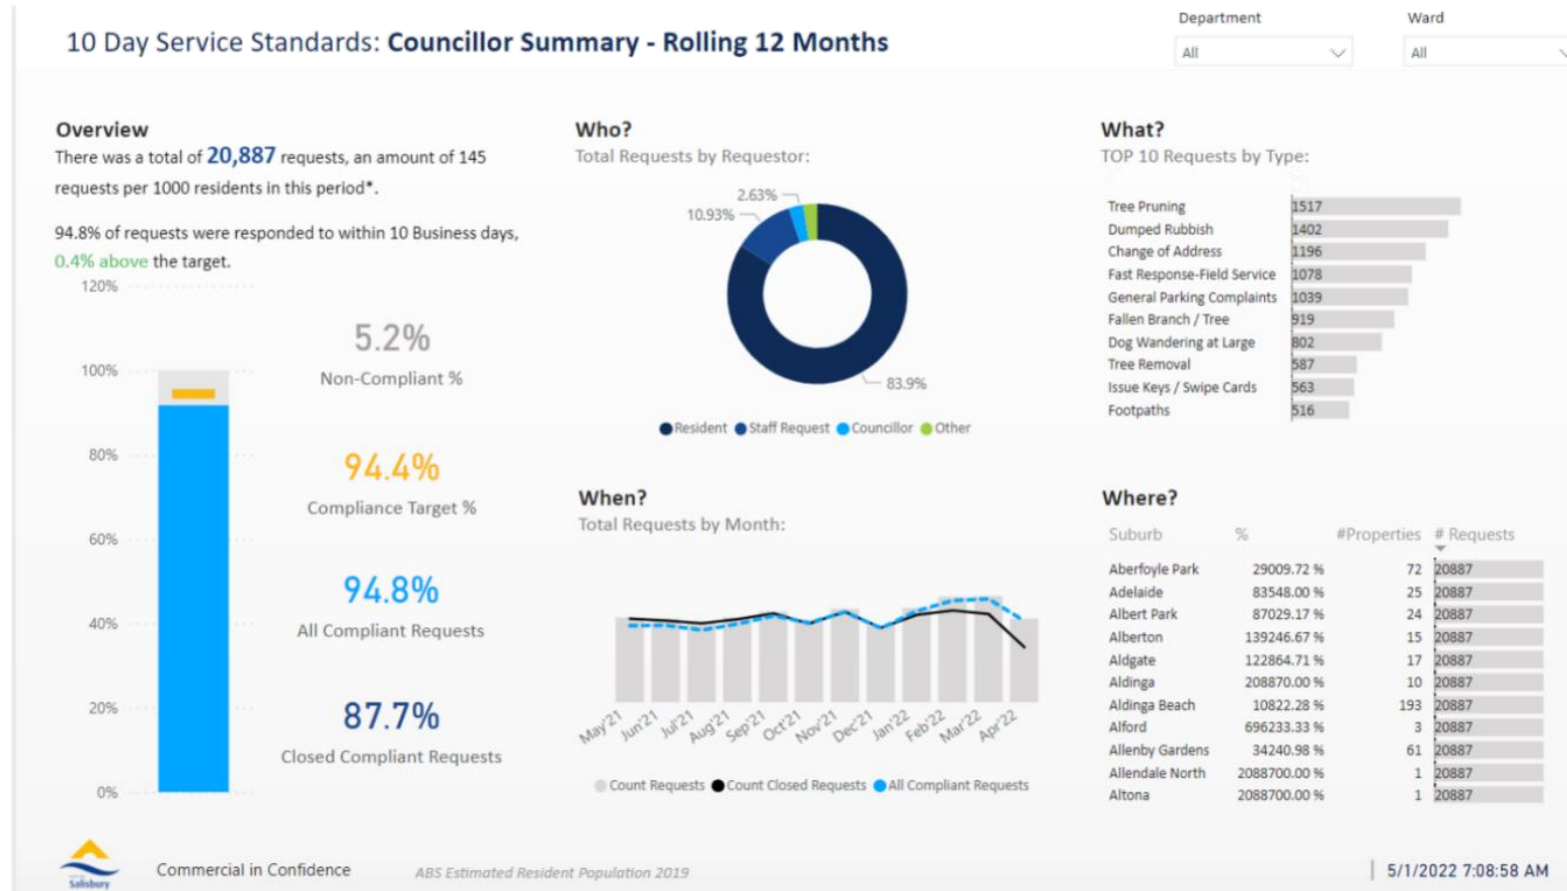 10 Day Service Standards: Councillor Summary - Rolling 12 Months
Department
All
Ward
All
Overview
There was a total of 20,887 requests, an amount of 145
requests per 1000 residents in this period*.
94.8% of requests were responded to within 10 Business days,
0.4% above the target.
120%
100%
80%
60%
40%
20%
0%
5.2%
Non-Compliant %
94.4%
Compliance Target %
94.8%
All Compliant Requests
87.7%
Closed Compliant Requests
Who?
Total Requests by Requestor:
2.63%
10.93%
83.9%
Resident Staff Request Councillor Other
When?
Total Requests by Month:
May'21 Jun'21 Jul'21 Aug'21 Sep'21 Oct'21 Nov'21 Dec'21 Jan'22 Feb'22 Mar'22 Apr'22
Count Requests Count Closed Requests All Compliant Requests
What?
TOP 10 Requests by Type:
Tree Pruning 1517
Dumped Rubbish 1402
Change of Address 1196
Fast Response-Field Service 1078
General Parking Complaints 1039
Fallen Branch / Tree 919
Dog Wandering at Large 802
Tree Removal 587
Issue Keys / Swipe Cards 563
Footpaths 516
Where?
Suburb % #Properties # Requests
Aberfoyle Park 29009.72 % 72 20887
Adelaide 83548.00 % 25 20887
Albert Park 87029.17 % 24 20887
Alberton 139246.67 % 15 20887
Aldgate 122864.71 % 17 20887
Aldinga 208870.00 % 10 20887
Aldinga Beach 10822.28 % 193 20887
Alford 696233.33 % 3 20887
Allenby Gardens 34240.98 % 61 20887
Allendale North 2088700.00 % 1 20887
Altona 2088700.00 % 1 20887
Salisbury
Commercial in Confidence
ABS Estimated Resident Population 2019
5/1/2022 7:08:58 AM